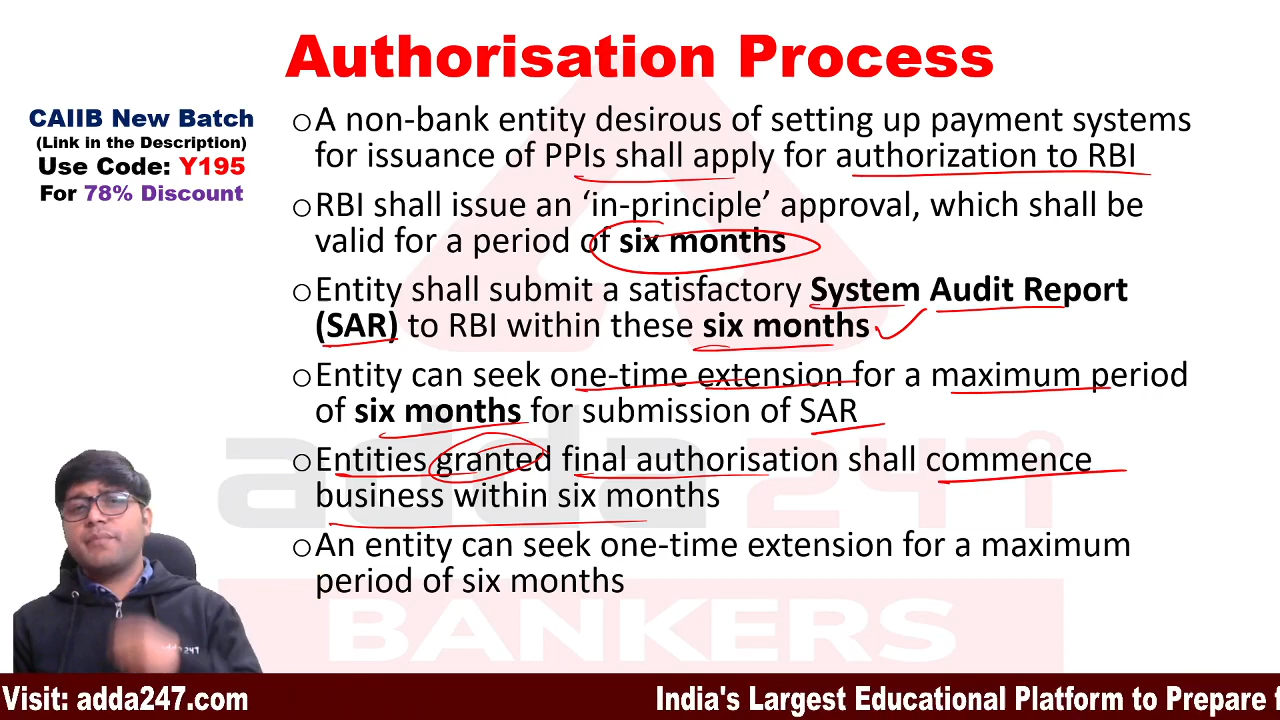 Authorisation Process
CAIIB New Batch
(Link in the Description)
Use Code: Y195
For 78% Discount
○A non-bank entity desirous of setting up payment systems
for issuance of PPIs shall apply for authorization to RBI
○RBI shall issue an ‘in-principle’ approval, which shall be
valid for a period of six months
○Entity shall submit a satisfactory System Audit Report
(SAR) to RBI within these six months
○Entity can seek one-time extension for a maximum period
of six months for submission of SAR
○Entities granted final authorisation shall commence
business within six months
○An entity can seek one-time extension for a maximum
period of six months
adda247
BANKERS
adda247
Visit: adda247.com
India's Largest Educational Platform to Prepare f